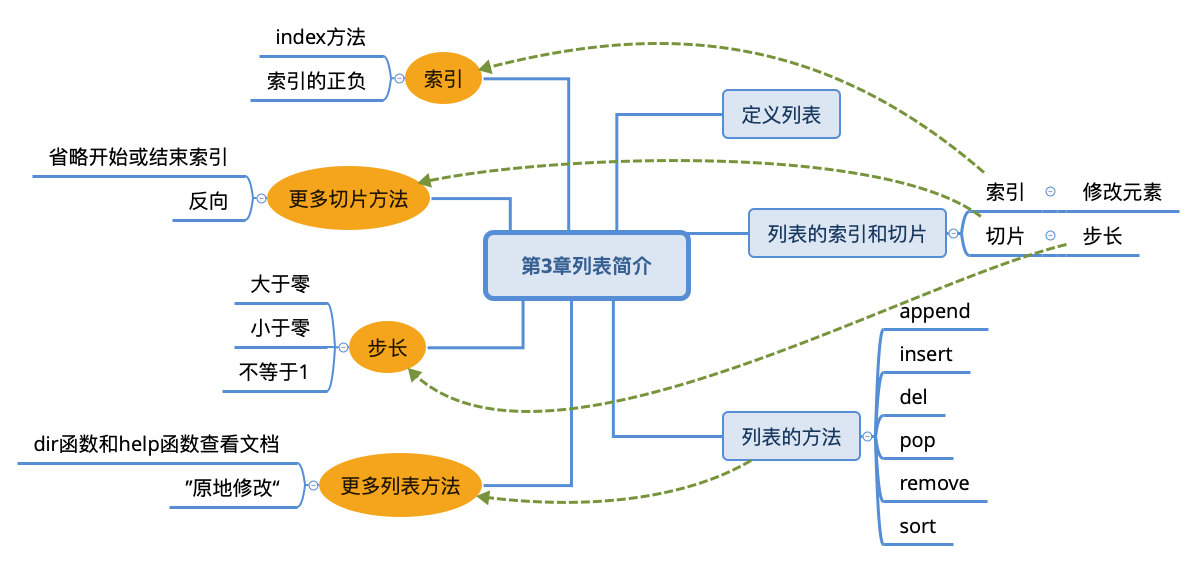 第3章列表简介
定义列表
列表的索引和切片
索引
修改元素
切片
步长
列表的方法
append
insert
del
pop
remove
sort
索引
index方法
索引的正负
更多切片方法
省略开始或结束索引
反向
步长
大于零
小于零
不等于1
更多列表方法
dir函数和help函数查看文档
”原地修改“